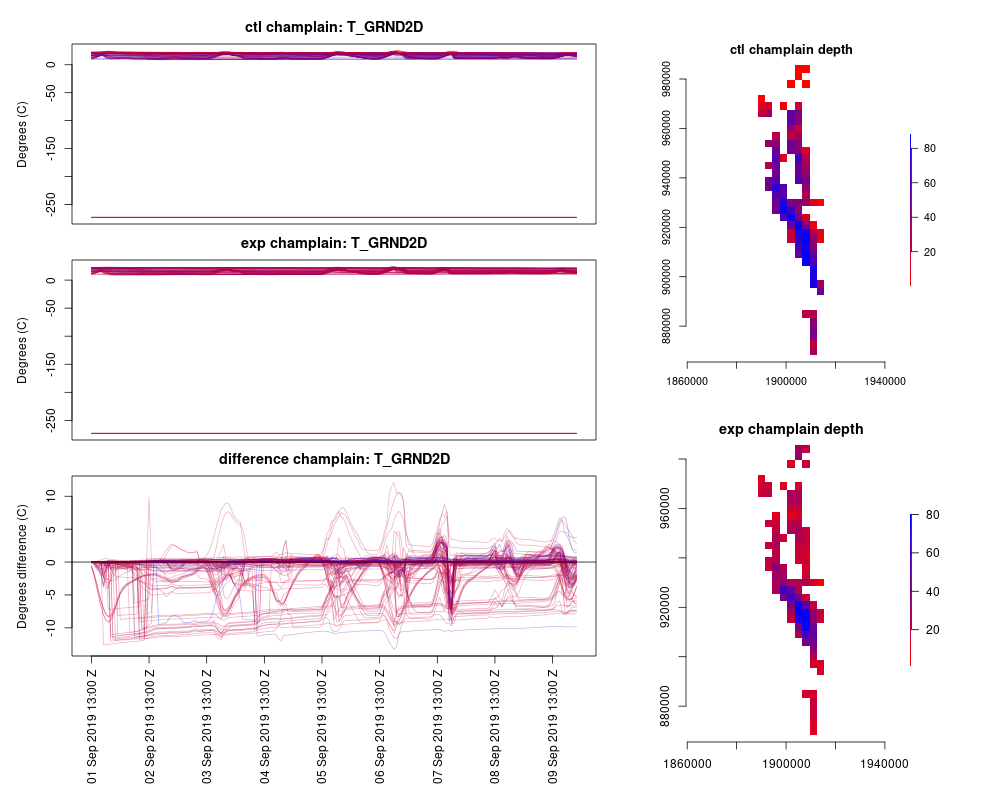 ctl champlain: T_GRND2D
Degrees (C)
0
-50
-150
-250
exp champlain: T_GRND2D
Degrees (C)
0
-50
-150
-250
difference champlain: T_GRND2D
Degrees difference (C)
10
5
0
-5
-10
01 Sep 2019 13:00 Z
02 Sep 2019 13:00 Z
03 Sep 2019 13:00 Z
04 Sep 2019 13:00 Z
05 Sep 2019 13:00 Z
06 Sep 2019 13:00 Z
07 Sep 2019 13:00 Z
08 Sep 2019 13:00 Z
09 Sep 2019 13:00 Z
ctl champlain depth
980000
960000
940000
920000
900000
880000
1860000 1900000 1940000
80
60
40
20
exp champlain depth
960000
920000
880000
1860000 1900000 1940000
80
60
40
20